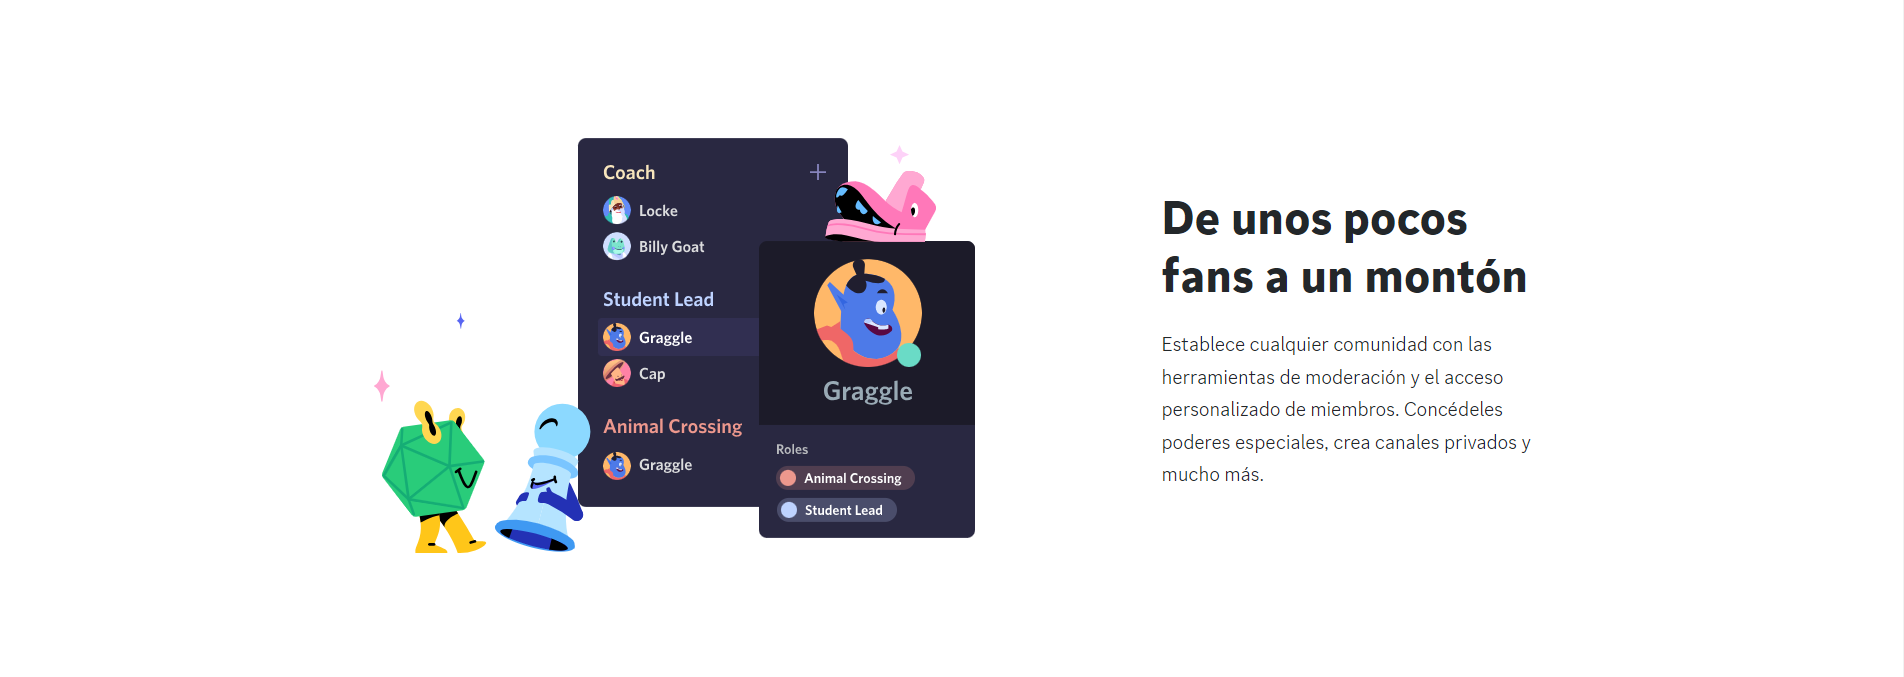 Coach
Locke
Billy Goat
Student Lead
Graggle
Cap
Animal Crossing
Graggle
Graggle
Roles
Animal Crossing
Student Lead
De unos pocos
fans a un montón
Establece cualquier comunidad con las
herramientas de moderación y el acceso
personalizado de miembros. Concédeles
poderes especiales, crea canales privados y
mucho más.